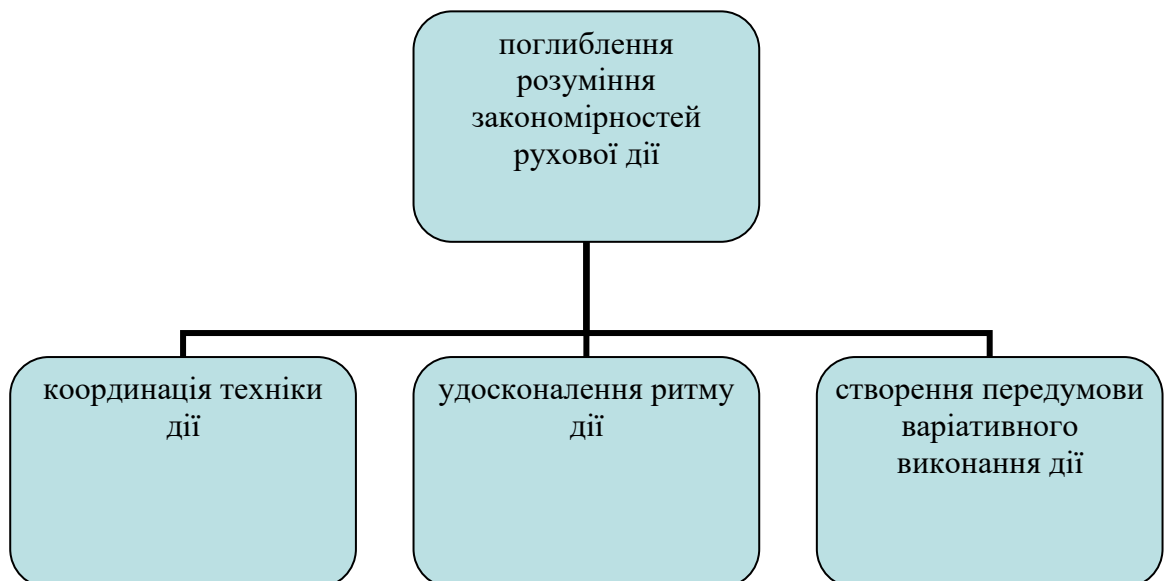 поглиблення
розуміння
закономірностей
рухової дії
координація техніки
дії
удосконалення ритму
дії
створення передумови
варіативного
виконання дії